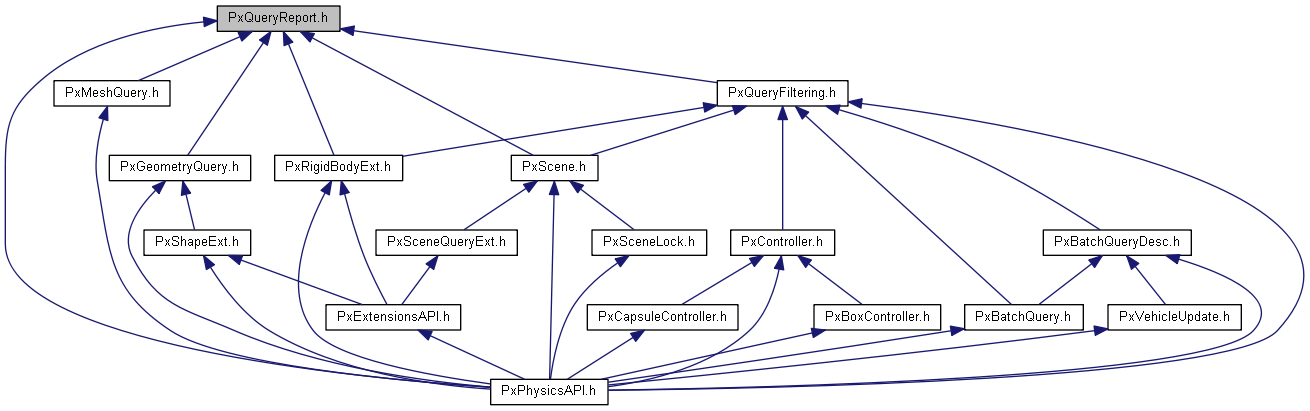 PxQueryReport.h
PxMeshQuery.h
PxQueryFiltering.h
PxGeometryQuery.h
PxRigidBodyExt.h
PxScene.h
PxShapeExt.h
PxSceneQueryExt.h
PxSceneLock.h
PxController.h
PxBatchQueryDesc.h
PxExtensionsAPI.h
PxCapsuleController.h
PxBoxController.h
PxBatchQuery.h
PxVehicleUpdate.h
PxPhysicsAPI.h